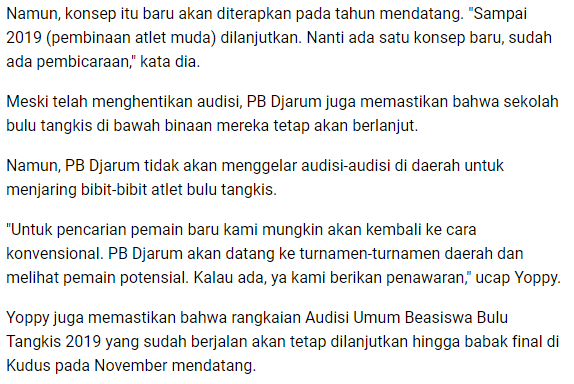 Namun, konsep itu baru akan diterapkan pada tahun mendatang. "Sampai
2019 (pembinaan atlet muda) dilanjutkan. Nanti ada satu konsep baru, sudah
ada pembicaraan," kata dia.
Meski telah menghentikan audisi, PB Djarum juga memastikan bahwa sekolah
bulu tangkis di bawah binaan mereka tetap akan berlanjut.
Namun, PB Djarum tidak akan menggelar audisi-audisi di daerah untuk
menjaring bibit-bibit atlet bulu tangkis.
"Untuk pencarian pemain baru kami mungkin akan kembali ke cara
konvensional. PB Djarum akan datang ke turnamen-turnamen daerah dan
melihat pemain potensial. Kalau ada, ya kami berikan penawaran," ucap Yoppy.
Yoppy juga memastikan bahwa rangkaian Audisi Umum Beasiswa Bulu
Tangkis 2019 yang sudah berjalan akan tetap dilanjutkan hingga babak final di
Kudus pada November mendatang.